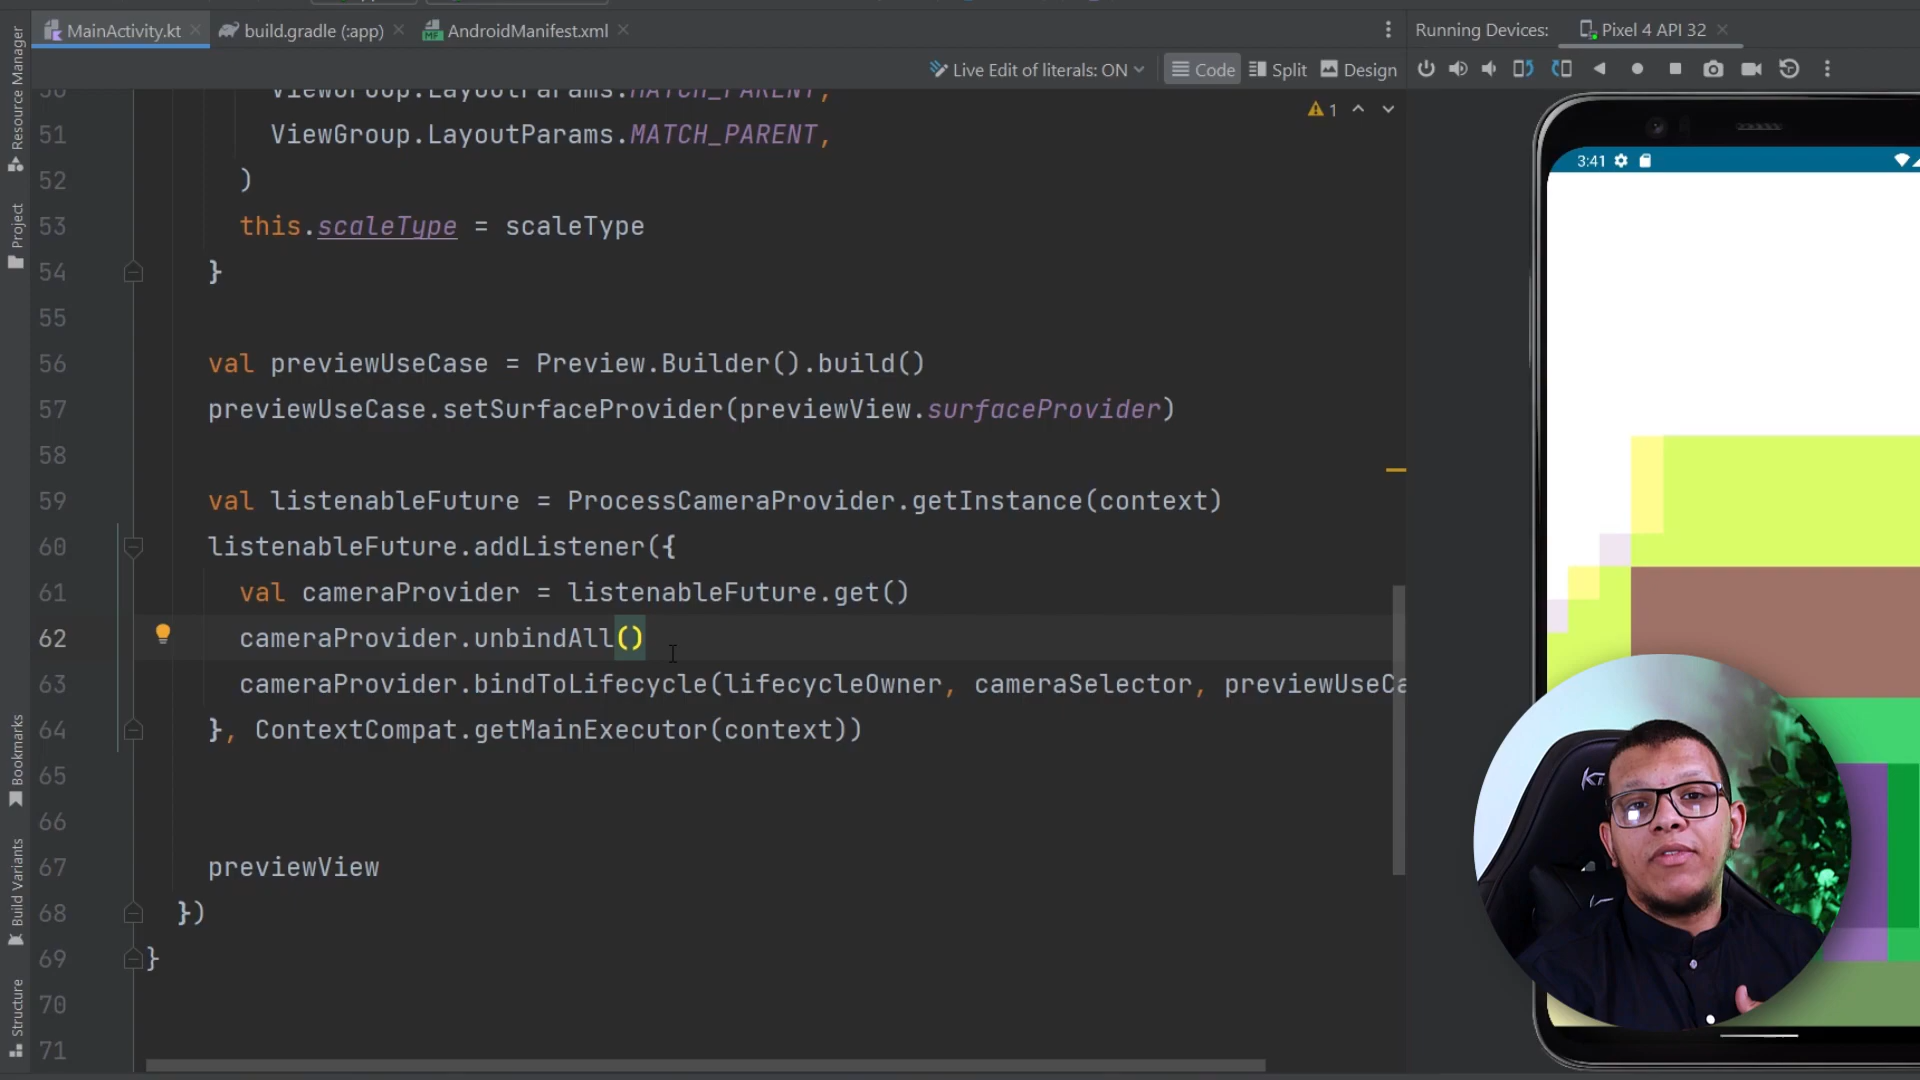 MainActivity.kt
build.gradle (:app)
AndroidManifest.xml
Running Devices:
Pixel 4 API 32
Live Edit of literals: ON
Code
Split
Design
Resource Manager
Project
Bookmarks
Build Variants
Structure
1
50 ViewGroup.LayoutParams.MATCH_PARENT,
51 ViewGroup.LayoutParams.MATCH_PARENT,
52 )
53 this.scaleType = scaleType
54 }
55
56 val previewUseCase = Preview.Builder().build()
57 previewUseCase.setSurfaceProvider(previewView.surfaceProvider)
58
59 val listenableFuture = ProcessCameraProvider.getInstance(context)
60 listenableFuture.addListener({
61 val cameraProvider = listenableFuture.get()
62 cameraProvider.unbindAll()
63 cameraProvider.bindToLifecycle(lifecycleOwner, cameraSelector, previewUseCa
64 }, ContextCompat.getMainExecutor(context))
65
66
67 previewView
68 })
69 }
70
71
3:41